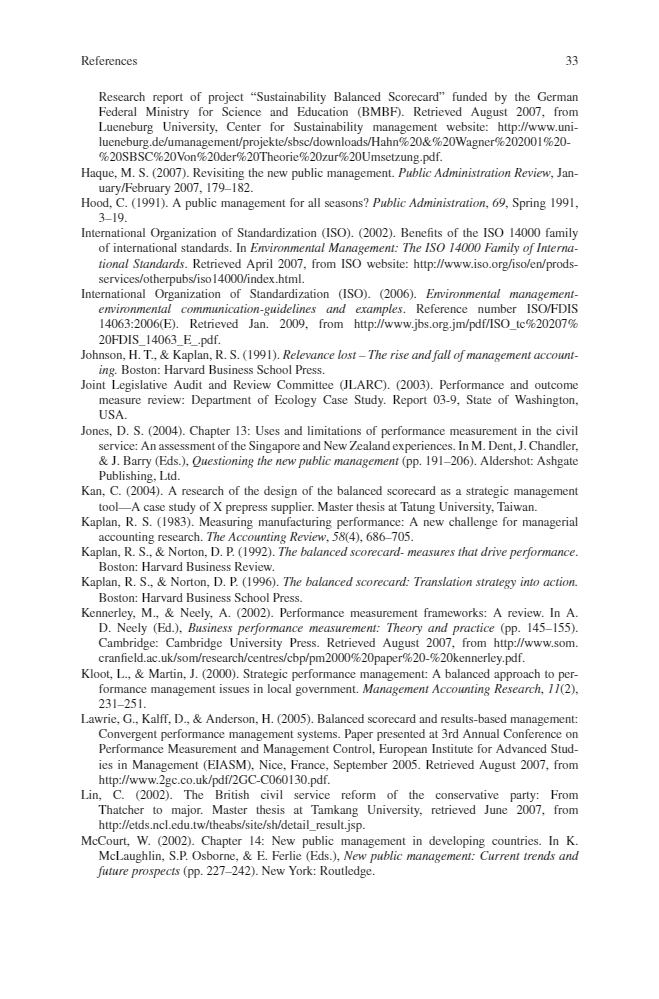 References 33
Research report of project “Sustainability Balanced Scorecard” funded by the German
Federal Ministry for Science and Education (BMBF). Retrieved August 2007, from
Lueneburg University, Center for Sustainability management website: http://www.uni-
lueneburg.de/umanagement/projekte/sbsc/downloads/Hahn%20&%20Wagner%202001%20-
%20SBSC%20Von%20der%20Theorie%20zur%20Umsetzung.pdf.
Haque, M. S. (2007). Revisiting the new public management. Public Administration Review, Jan-
uary/February 2007, 179–182.
Hood, C. (1991). A public management for all seasons? Public Administration, 69, Spring 1991,
3–19.
International Organization of Standardization (ISO). (2002). Benefits of the ISO 14000 family
of international standards. In Environmental Management: The ISO 14000 Family of Interna-
tional Standards. Retrieved April 2007, from ISO website: http://www.iso.org/iso/en/prods-
services/otherpubs/iso14000/index.html.
International Organization of Standardization (ISO). (2006). Environmental management-
environmental communication-guidelines and examples. Reference number ISO/FDIS
14063:2006(E). Retrieved Jan. 2009, from http://www.jbs.org.jm/pdf/ISO_tc%20207%
20FDIS_14063_E_.pdf.
Johnson, H. T., & Kaplan, R. S. (1991). Relevance lost – The rise and fall of management account-
ing. Boston: Harvard Business School Press.
Joint Legislative Audit and Review Committee (JLARC). (2003). Performance and outcome
measure review: Department of Ecology Case Study. Report 03-9, State of Washington,
USA.
Jones, D. S. (2004). Chapter 13: Uses and limitations of performance measurement in the civil
service: An assessment of the Singapore and New Zealand experiences. In M. Dent, J. Chandler,
& J. Barry (Eds.), Questioning the new public management (pp. 191–206). Aldershot: Ashgate
Publishing, Ltd.
Kan, C. (2004). A research of the design of the balanced scorecard as a strategic management
tool—A case study of X prepress supplier. Master thesis at Tatung University, Taiwan.
Kaplan, R. S. (1983). Measuring manufacturing performance: A new challenge for managerial
accounting research. The Accounting Review, 58(4), 686–705.
Kaplan, R. S., & Norton, D. P. (1992). The balanced scorecard- measures that drive performance.
Boston: Harvard Business Review.
Kaplan, R. S., & Norton, D. P. (1996). The balanced scorecard: Translation strategy into action.
Boston: Harvard Business School Press.
Kennerley, M., & Neely, A. (2002). Performance measurement frameworks: A review. In A.
D. Neely (Ed.), Business performance measurement: Theory and practice (pp. 145–155).
Cambridge: Cambridge University Press. Retrieved August 2007, from http://www.som.
cranfield.ac.uk/som/research/centres/cbp/pm2000%20paper%20-%20kennerley.pdf.
Kloot, L., & Martin, J. (2000). Strategic performance management: A balanced approach to per-
formance management issues in local government. Management Accounting Research, 11(2),
231–251.
Lawrie, G., Kalff, D., & Anderson, H. (2005). Balanced scorecard and results-based management:
Convergent performance management systems. Paper presented at 3rd Annual Conference on
Performance Measurement and Management Control, European Institute for Advanced Stud-
ies in Management (EIASM), Nice, France, September 2005. Retrieved August 2007, from
http://www.2gc.co.uk/pdf/2GC-C060130.pdf.
Lin, C. (2002). The British civil service reform of the conservative party: From
Thatcher to major. Master thesis at Tamkang University, retrieved June 2007, from
http://etds.ncl.edu.tw/theabs/site/sh/detail_result.jsp.
McCourt, W. (2002). Chapter 14: New public management in developing countries. In K.
McLaughlin, S.P. Osborne, & E. Ferlie (Eds.), New public management: Current trends and
future prospects (pp. 227–242). New York: Routledge.